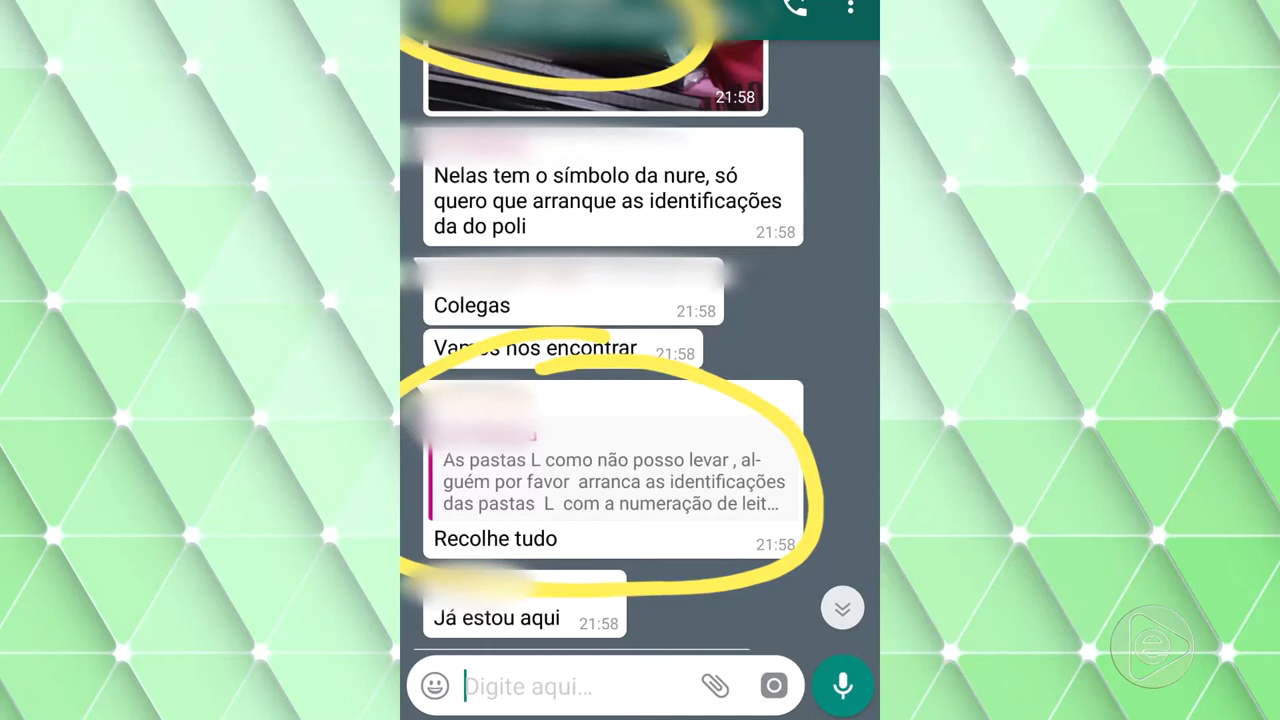 21:58
Nelas tem o símbolo da nure, só
quero que arranque as identificações
da do poli
21:58
Colegas
21:58
Vamos nos encontrar
21:58
As pastas L como não posso levar , al-
guém por favor arranca as identificações
das pastas L com a numeração de leit...
Recolhe tudo
21:58
Já estou aqui
21:58
Digite aqui...
e